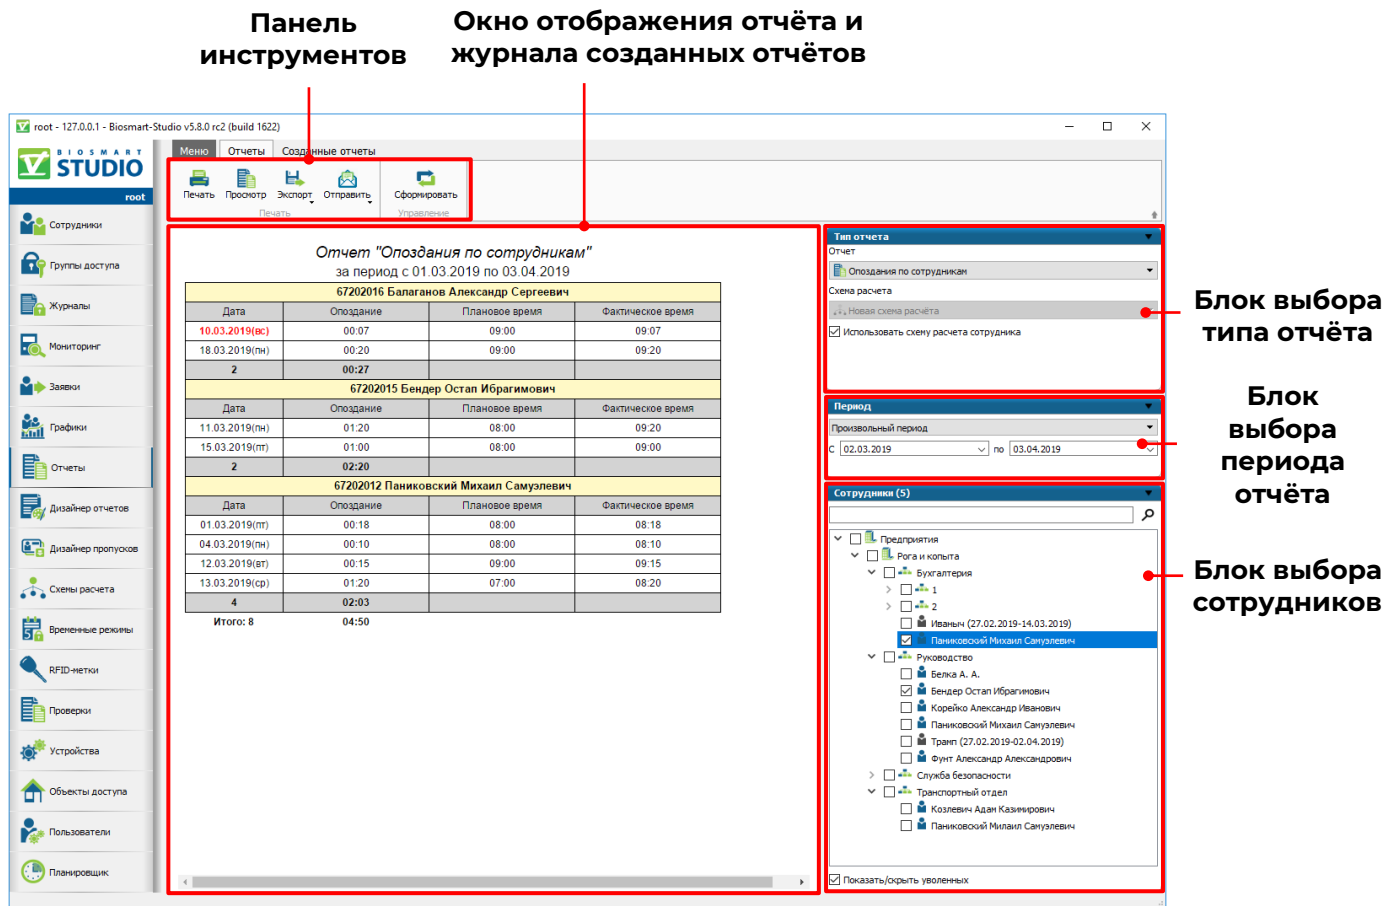 Панель
инструментов
Окно отображения отчёта и
журнала созданных отчётов
root - 127.0.0.1 - Biosmart-Studio v5.8.0 rc2 (build 1622)
BIOSMART
STUDIO
root
Сотрудники
Группы доступа
Журналы
Мониторинг
Заявки
Графики
Отчеты
Дизайнер отчетов
Дизайнер пропусков
Схемы расчета
Временные режимы
RFID-метки
Проверки
Устройства
Объекты доступа
Пользователи
Планировщик
Меню Отчеты Созданные отчеты
Печать Просмотр Экспорт Отправить Сформировать
Печать Управление
Отчет "Опоздания по сотрудникам"
за период с 01.03.2019 по 03.04.2019
67202016 Балаганов Александр Сергеевич
Дата Опоздание Плановое время Фактическое время
10.03.2019(вс) 00:07 09:00 09:07
18.03.2019(пн) 00:20 09:00 09:20
2 00:27
67202015 Бендер Остап Ибрагимович
Дата Опоздание Плановое время Фактическое время
11.03.2019(пн) 01:20 08:00 09:20
15.03.2019(пт) 01:00 08:00 09:00
2 02:20
67202012 Паниковский Михаил Самуэлевич
Дата Опоздание Плановое время Фактическое время
01.03.2019(пт) 00:18 08:00 08:18
04.03.2019(пн) 00:10 08:00 08:10
12.03.2019(вт) 00:15 09:00 09:15
13.03.2019(ср) 01:20 07:00 08:20
4 02:03
Итого: 8 04:50
Тип отчета
Отчет
Опоздания по сотрудникам
Схема расчета
Новая схема расчёта
Использовать схему расчета сотрудника
Период
Произвольный период
С 02.03.2019 по 03.04.2019
Сотрудники (5)
Предприятия
Рога и копыта
Бухгалтерия
1
2
Иваныч (27.02.2019-14.03.2019)
Паниковский Михаил Самуэлевич
Руководство
Белка А. А.
Бендер Остап Ибрагимович
Корейко Александр Иванович
Паниковский Михаил Самуэлевич
Трамп (27.02.2019-02.04.2019)
Фунт Александр Александрович
Служба безопасности
Транспортный отдел
Козлевич Адам Казимирович
Паниковский Милаил Самуэлевич
Показать/скрыть уволенных
Блок выбора
типа отчёта
Блок
выбора
периода
отчёта
Блок выбора
сотрудников